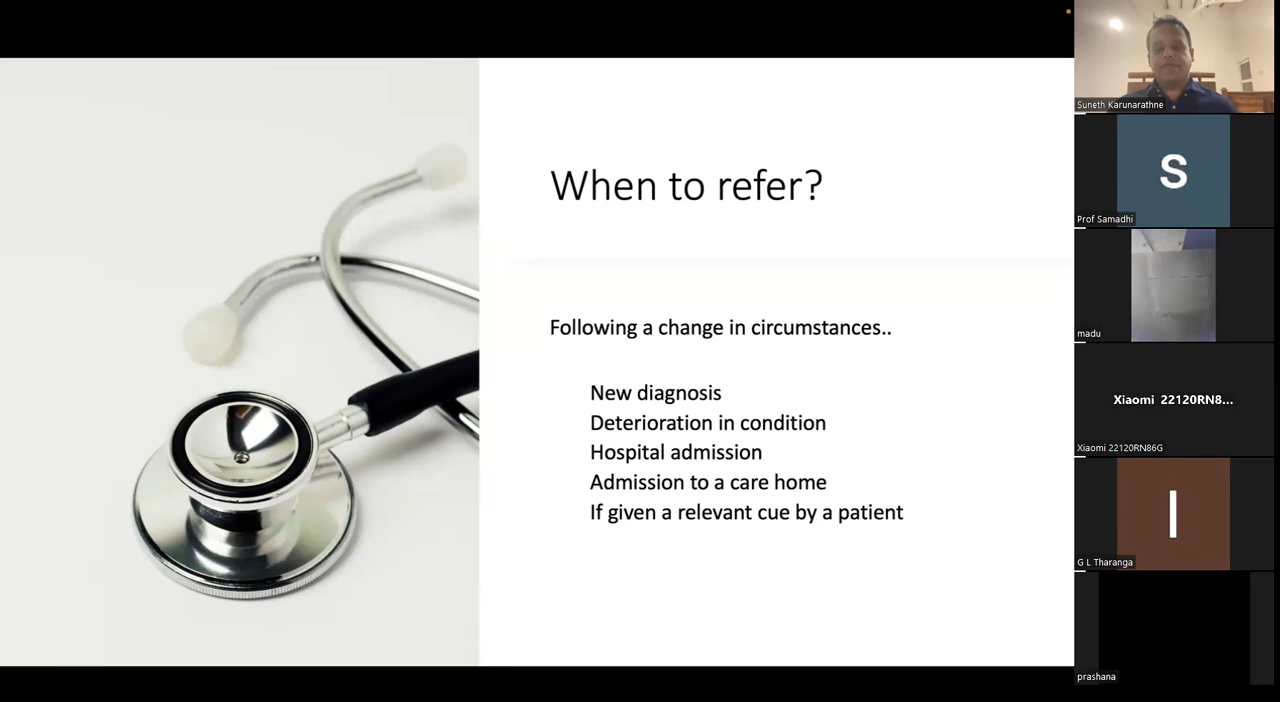 When to refer?
Following a change in circumstances..
New diagnosis
Deterioration in condition
Hospital admission
Admission to a care home
If given a relevant cue by a patient
Suneth Karunarathne
S
Prof Samadhi
madu
Xiaomi 22120RN8...
Xiaomi 22120RN86G
I
G L Tharanga
prashana